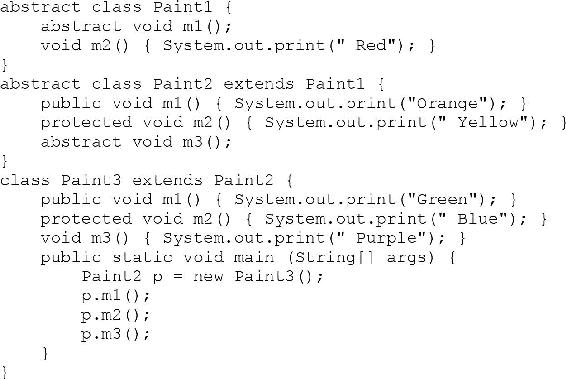 abstract class Paint1 {
    abstract void m1();
    void m2() { System.out.print(" Red"); }
}
abstract class Paint2 extends Paint1 {
    public void m1() { System.out.print("Orange"); }
    protected void m2() { System.out.print(" Yellow"); }
    abstract void m3();
}
class Paint3 extends Paint2 {
    public void m1() { System.out.print("Green"); }
    protected void m2() { System.out.print(" Blue"); }
    void m3() { System.out.print(" Purple"); }
    public static void main (String[] args) {
        Paint2 p = new Paint3();
        p.m1();
        p.m2();
        p.m3();
    }
}